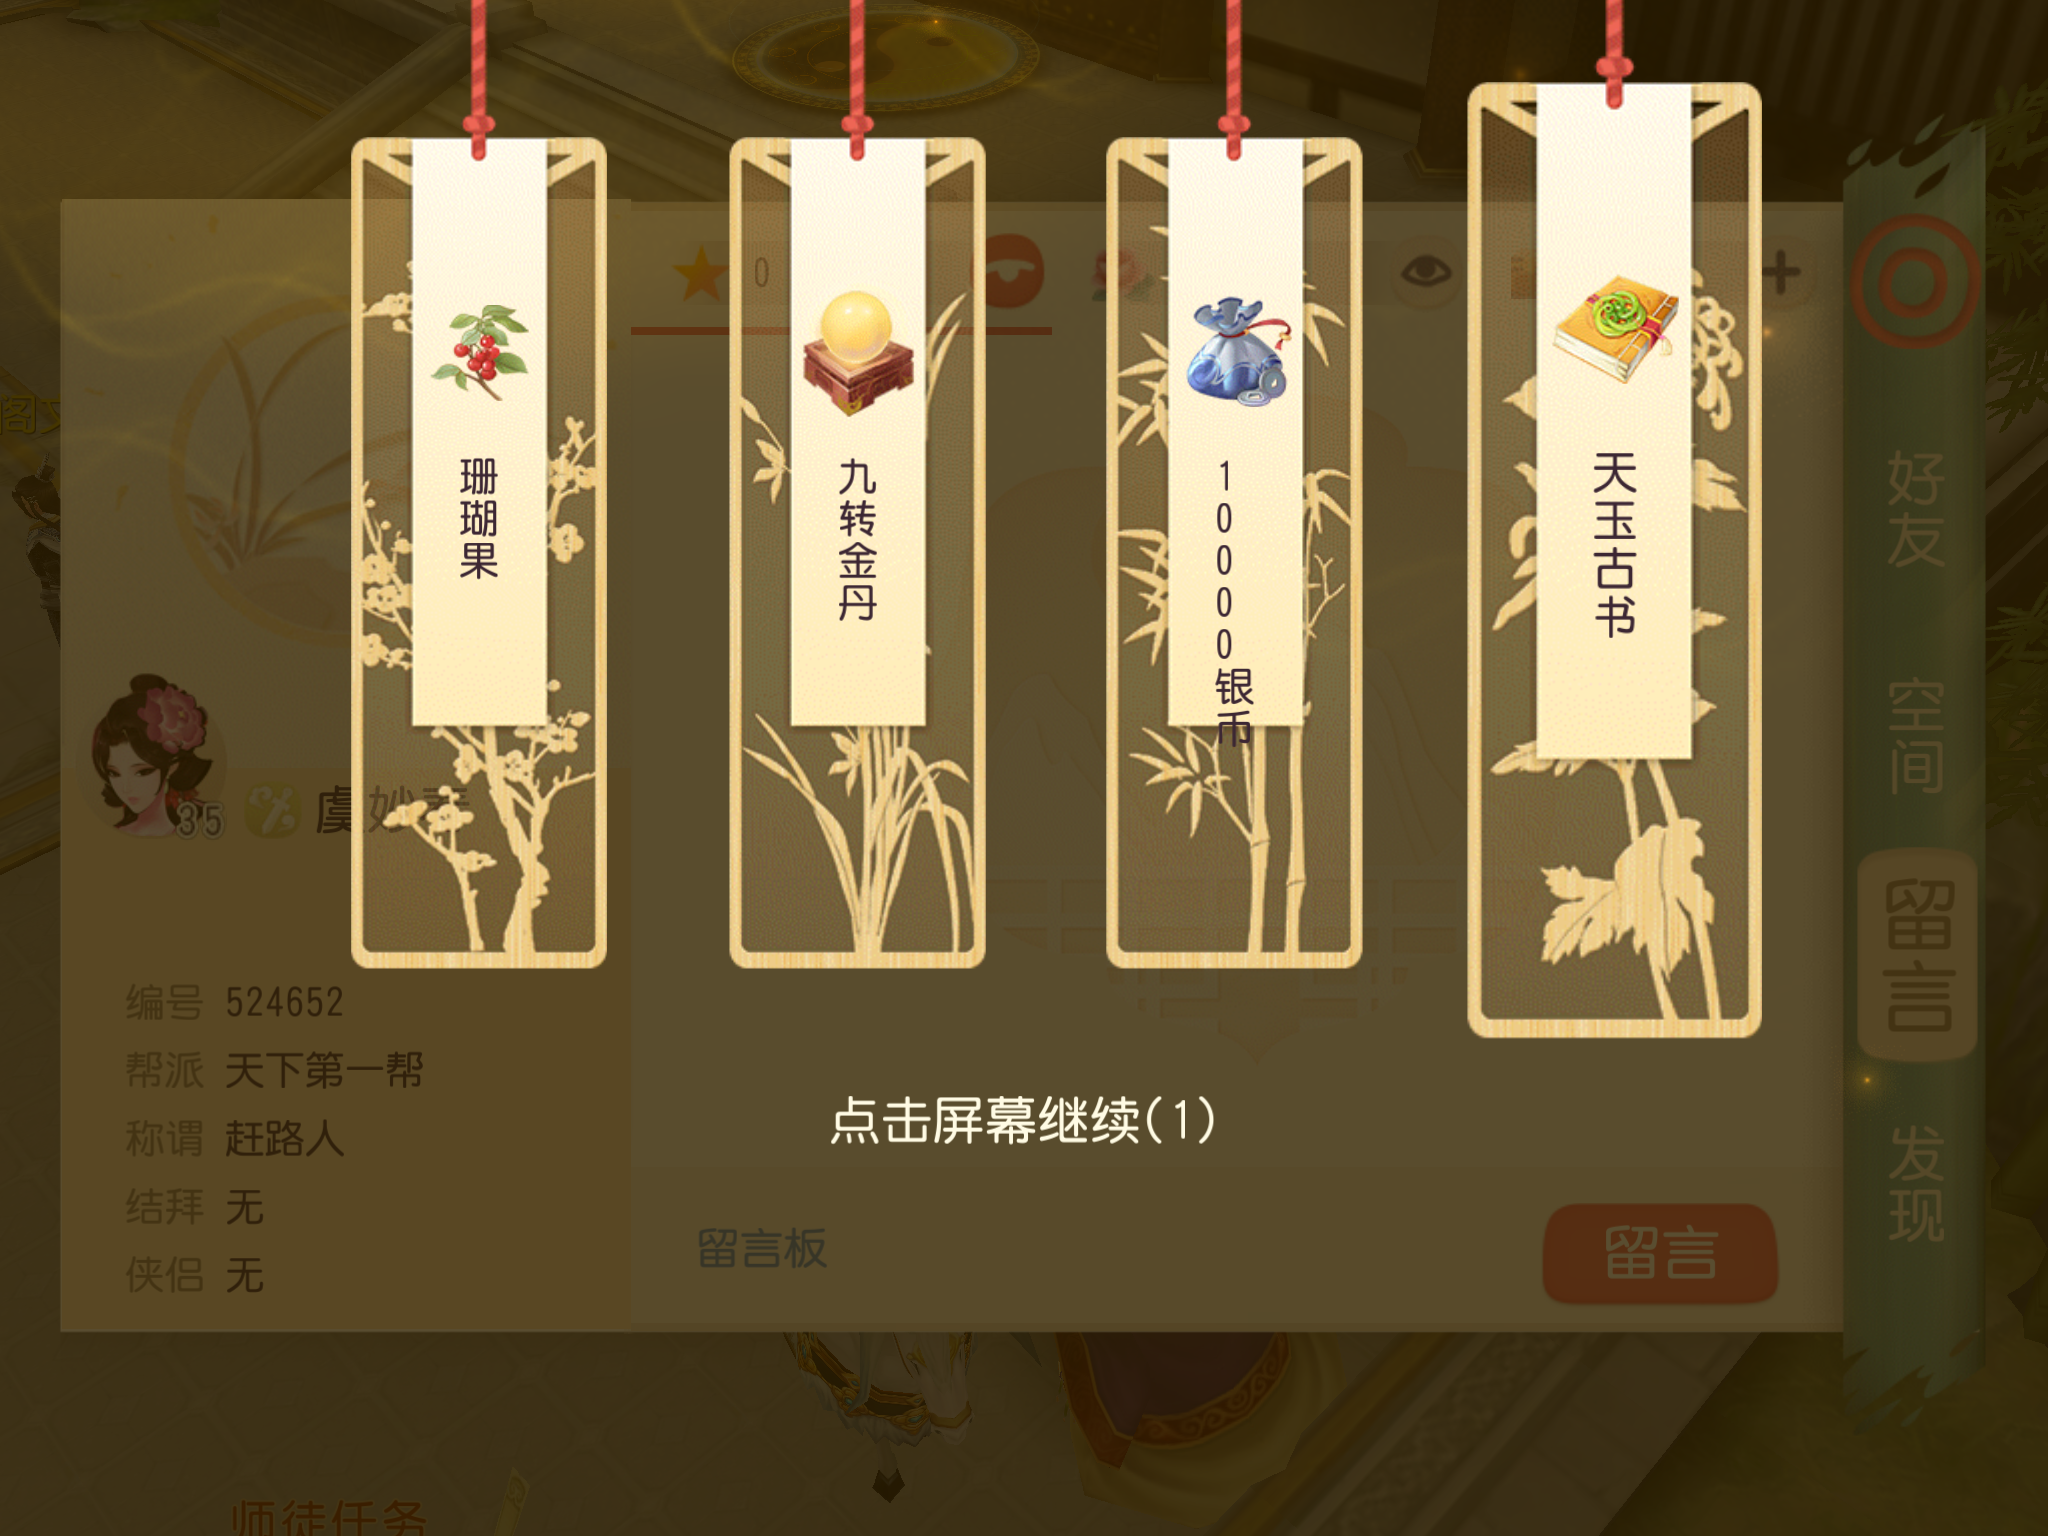 珊瑚果
九转金丹
10000银币
天玉古书
0
好友
空间
留言
发现
35
编号 524652
帮派 天下第一帮
称谓 赶路人
结拜 无
侠侣 无
点击屏幕继续(1)
留言板
留言
师徒任务